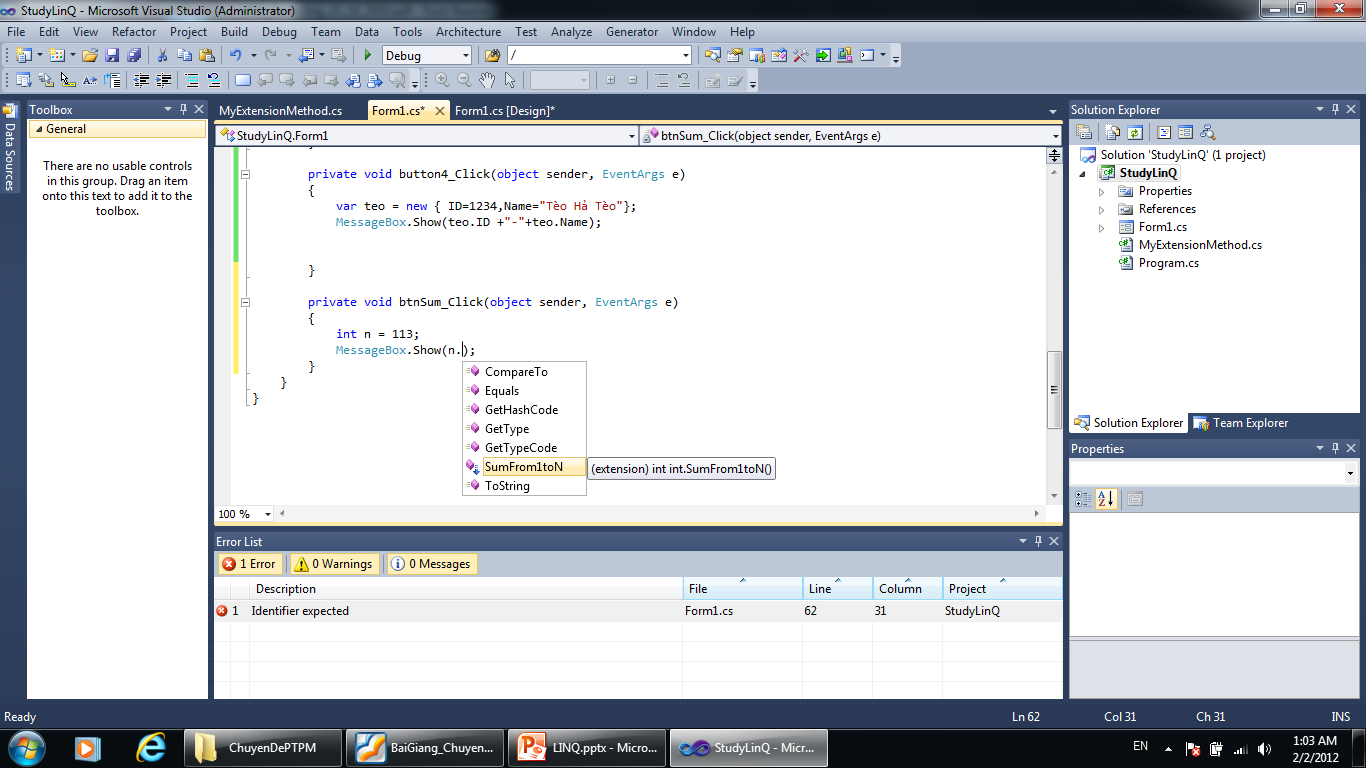 StudyLinQ - Microsoft Visual Studio (Administrator)
File Edit View Refactor Project Build Debug Team Data Tools Architecture Test Analyze Generator Window Help
Debug /
Data Sources
Toolbox
General
There are no usable controls
in this group. Drag an item
onto this text to add it to the
toolbox.
MyExtensionMethod.cs Form1.cs* Form1.cs [Design]*
StudyLinQ.Form1 btnSum_Click(object sender, EventArgs e)
private void button4_Click(object sender, EventArgs e)
{
var teo = new { ID=1234,Name="Tèo Hả Tèo"};
MessageBox.Show(teo.ID +"-"+teo.Name);
}
private void btnSum_Click(object sender, EventArgs e)
{
int n = 113;
MessageBox.Show(n.);
}
}
}
CompareTo
Equals
GetHashCode
GetType
GetTypeCode
SumFrom1toN (extension) int int.SumFrom1toN()
ToString
100 %
Solution Explorer
Solution 'StudyLinQ' (1 project)
StudyLinQ
Properties
References
Form1.cs
MyExtensionMethod.cs
Program.cs
Solution Explorer Team Explorer
Properties
Error List
1 Error 0 Warnings 0 Messages
Description File Line Column Project
1 Identifier expected Form1.cs 62 31 StudyLinQ
Ready Ln 62 Col 31 Ch 31 INS
ChuyenDePTPM BaiGiang_Chuyen... LINQ.pptx - Micros... StudyLinQ - Micr... EN 1:03 AM
2/2/2012